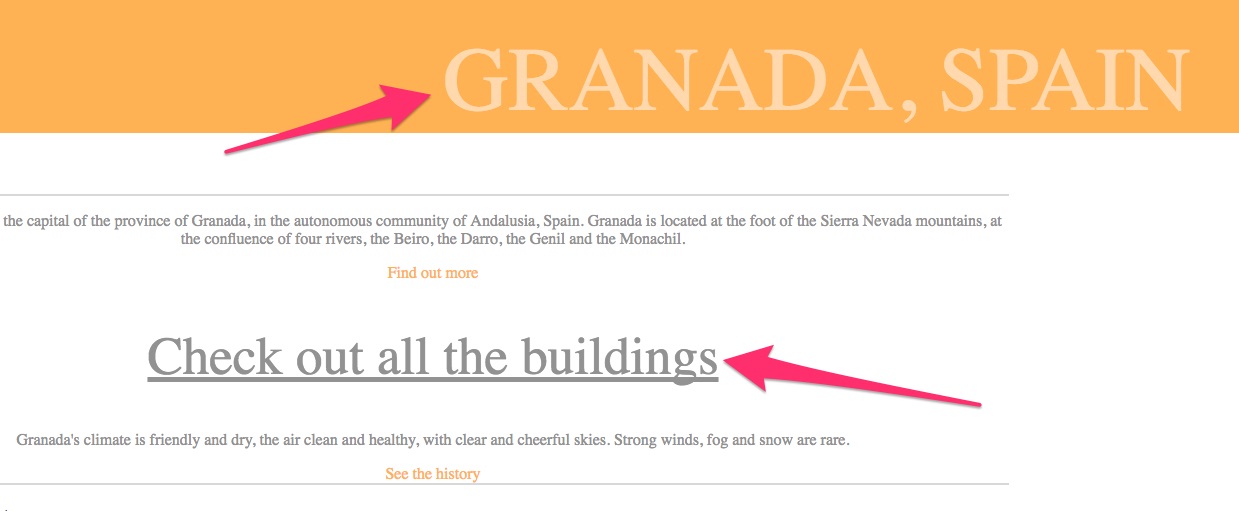 GRANADA, SPAIN
the capital of the province of Granada, in the autonomous community of Andalusia, Spain. Granada is located at the foot of the Sierra Nevada mountains, at
the confluence of four rivers, the Beiro, the Darro, the Genil and the Monachil.
Find out more
Check out all the buildings
Granada's climate is friendly and dry, the air clean and healthy, with clear and cheerful skies. Strong winds, fog and snow are rare.
See the history